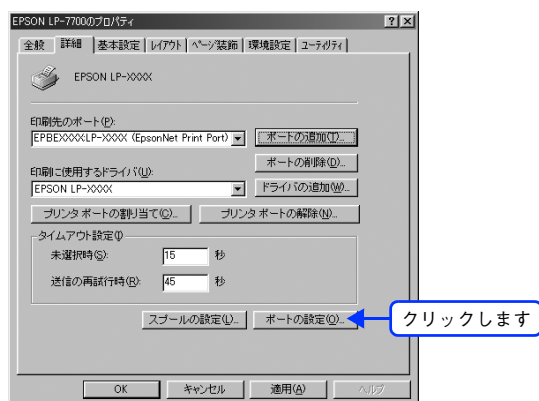 EPSON LP-7700のプロパティ
全般 詳細 基本設定 レイアウト ページ装飾 環境設定 ユーティリティ
EPSON LP-XXXX
印刷先のポート(P):
EPBEXXXX:LP-XXXX (EpsonNet Print Port) ポートの追加(T)...
ポートの削除(D)...
印刷に使用するドライバ(U):
EPSON LP-XXXX ドライバの追加(W)...
プリンタ ポートの割り当て(C)... プリンタ ポートの解除(N)...
タイムアウト設定(I)
未選択時(S): 15 秒
送信の再試行時(R): 45 秒
スプールの設定(L)... ポートの設定(O)...
クリックします
OK キャンセル 適用(A) ヘルプ